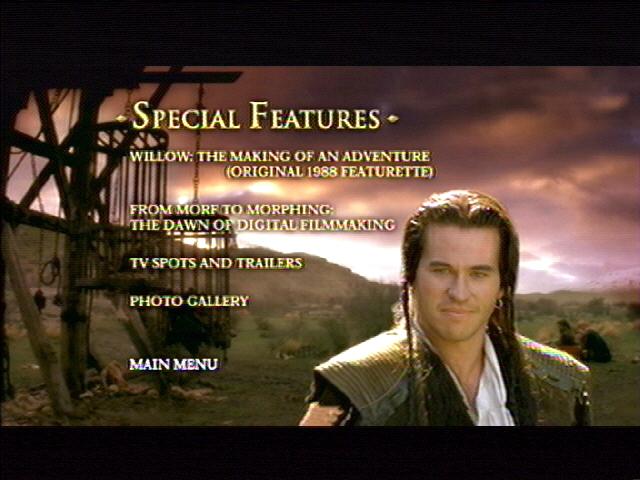 - SPECIAL FEATURES -
WILLOW: THE MAKING OF AN ADVENTURE
(ORIGINAL 1988 FEATURETTE)
FROM MORF TO MORPHING:
THE DAWN OF DIGITAL FILMMAKING
TV SPOTS AND TRAILERS
PHOTO GALLERY
MAIN MENU